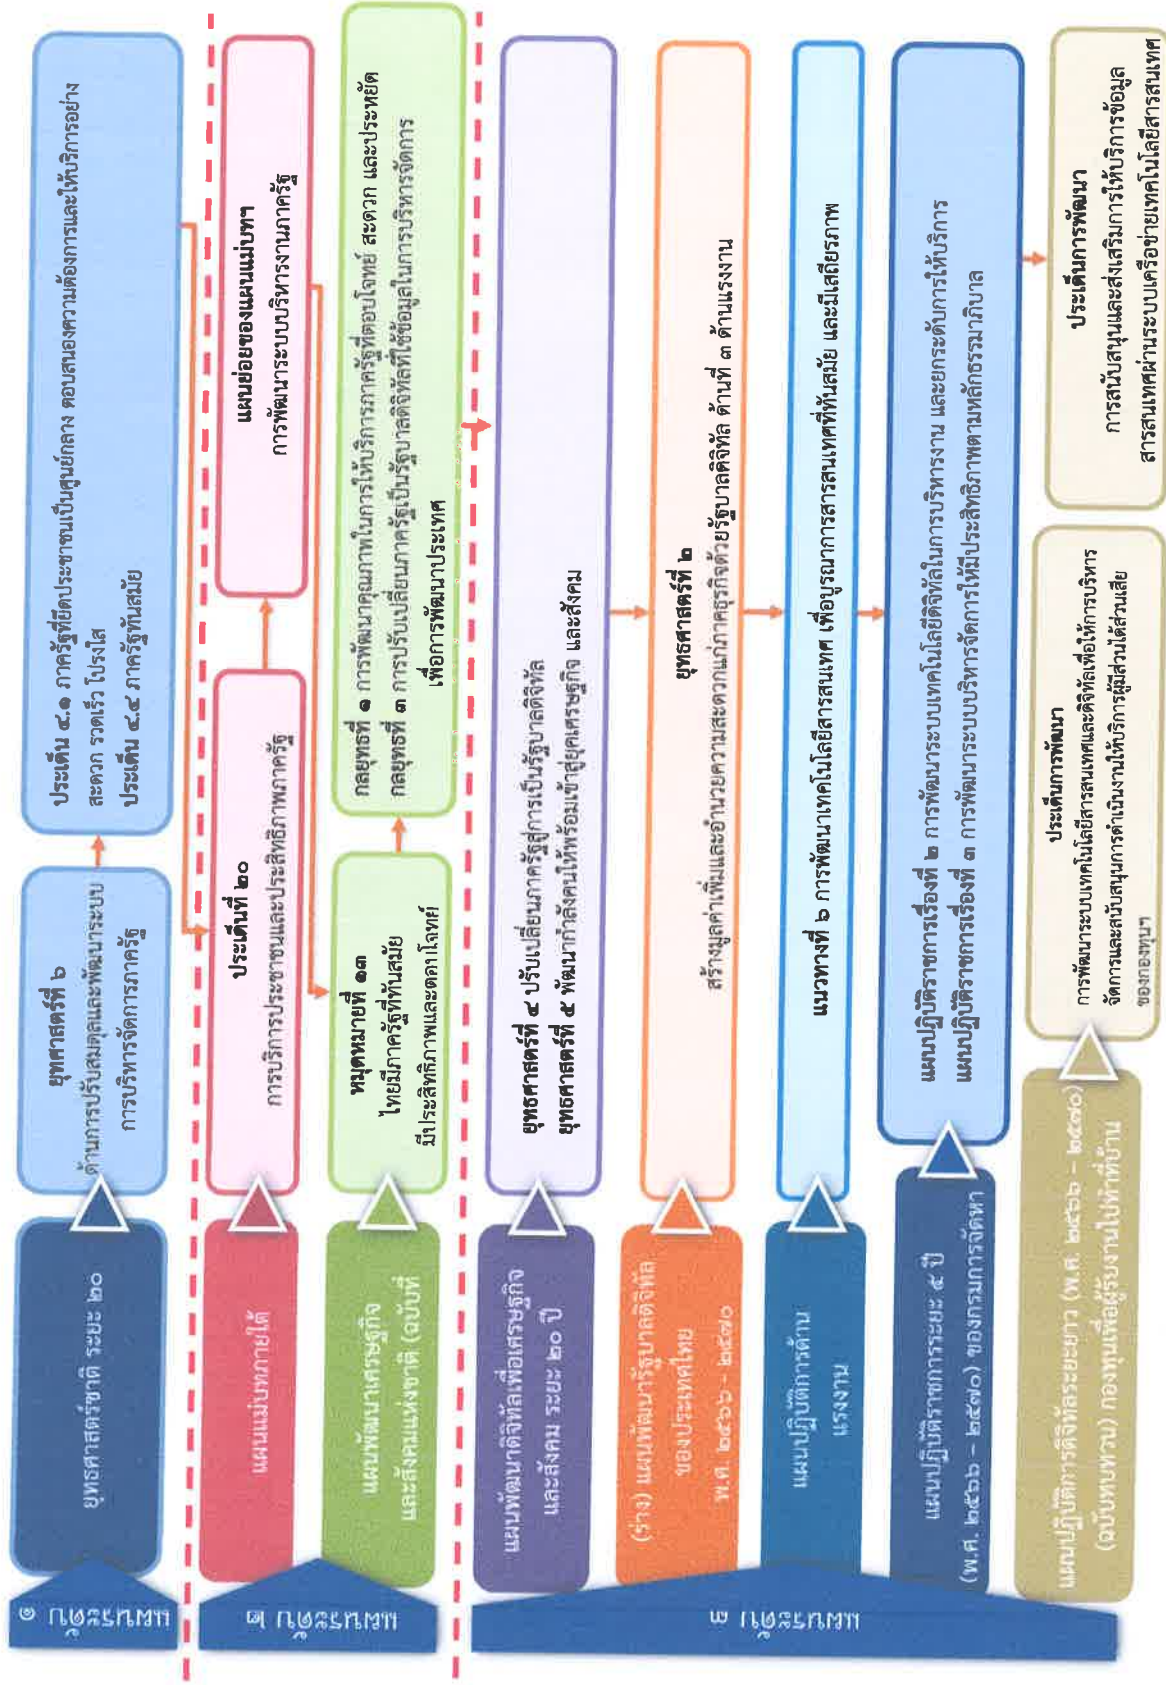 แผนระดับ ๑
ยุทธศาสตร์ชาติ ระยะ ๒๐
ยุทศาสตร์ที่ ๖
ด้านการปรับสมดุลและพัฒนาระบบ
การบริหารจัดการภาครัฐ
ประเด็น ๔.๑ ภาครัฐที่ยึดประชาชนเป็นศูนย์กลาง ตอบสนองความต้องการและให้บริการอย่าง
สะดวก รวดเร็ว โปร่งใส
ประเด็น ๔.๔ ภาครัฐทันสมัย
แผนระดับ ๒
แผนแม่บทภายใต้
ประเด็นที่ ๒๐
การบริการประชาชนและประสิทธิภาพภาครัฐ
แผนย่อยของแผนแม่บทฯ
การพัฒนาระบบบริหารงานภาครัฐ
แผนพัฒนาเศรษฐกิจ
และสังคมแห่งชาติ (ฉบับที่
หมุดหมายที่ ๑๓
ไทยมีภาครัฐที่ทันสมัย
มีประสิทธิภาพและตอบโจทย์
กลยุทธที่ ๑ การพัฒนาคุณภาพในการให้บริการภาครัฐที่ตอบโจทย์ สะดวก และประหยัด
กลยุทธที่ ๓ การปรับเปลี่ยนภาครัฐเป็นรัฐบาลดิจิทัลที่ใช้ข้อมูลในการบริหารจัดการ
เพื่อการพัฒนาประเทศ
แผนระดับ ๓
แผนพัฒนาดิจิทัลเพื่อเศรษฐกิจ
และสังคม ระยะ ๒๐ ปี
ยุทธศาสตร์ที่ ๔ ปรับเปลี่ยนภาครัฐสู่การเป็นรัฐบาลดิจิทัล
ยุทธศาสตร์ที่ ๕ พัฒนากำลังคนให้พร้อมเข้าสู่ยุคเศรษฐกิจ และสังคม
(ร่าง) แผนพัฒนารัฐบาลดิจิทัล
ของประเทศไทย
พ.ศ. ๒๕๖๖ - ๒๕๗๐
ยุทธศาสตร์ที่ ๒
สร้างมูลค่าเพิ่มและอำนวยความสะดวกแก่ภาคธุรกิจด้วยรัฐบาลดิจิทัล ด้านที่ ๓ ด้านแรงงาน
แผนปฏิบัติการด้าน
แรงงาน
แนวทางที่ ๖ การพัฒนาเทคโนโลยีสารสนเทศ เพื่อบูรณาการสารสนเทศที่ทันสมัย และมีเสถียรภาพ
แผนปฏิบัติราชการระยะ ๕ ปี
(พ.ศ. ๒๕๖๖ – ๒๕๗๐) ของกรมการจัดหา
แผนปฏิบัติราชการเรื่องที่ ๒ การพัฒนาระบบเทคโนโลยีดิจิทัลในการบริหารงาน และยกระดับการให้บริการ
แผนปฏิบัติราชการเรื่องที่ ๓ การพัฒนาระบบบริหารจัดการให้มีประสิทธิภาพตามหลักธรรมาภิบาล
แผนปฏิบัติการดิจิทัลระยะยาว (พ.ศ. ๒๕๖๖ – ๒๕๗๐)
(ฉบับทบทวน) กองทุนเพื่อผู้รับงานไปทำที่บ้าน
ประเด็นการพัฒนา
การพัฒนาระบบเทคโนโลยีสารสนเทศและดิจิทัลเพื่อให้การบริหาร
จัดการและสนับสนุนการดำเนินงานให้บริการผู้มีส่วนได้ส่วนเสีย
ของกองทุนฯ
ประเด็นการพัฒนา
การสนับสนุนและส่งเสริมการให้บริการข้อมูล
สารสนเทศผ่านระบบเครือข่ายเทคโนโลยีสารสนเทศ